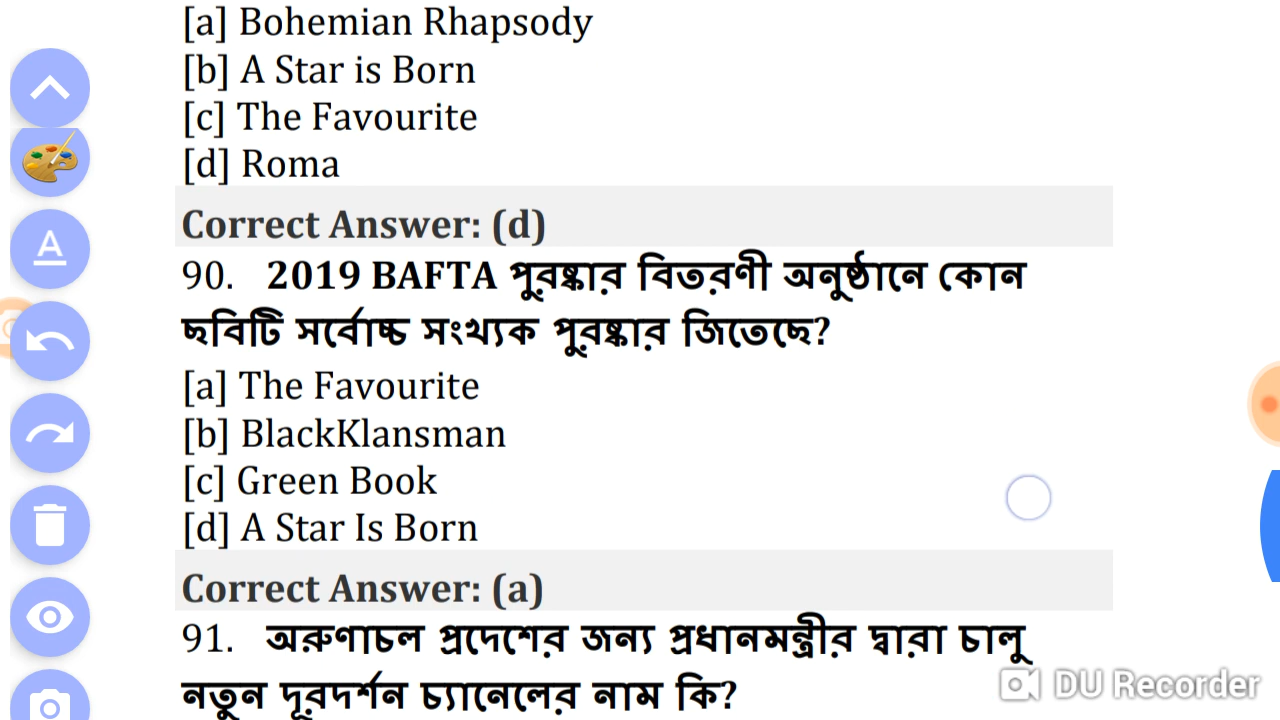 [a] Bohemian Rhapsody
[b] A Star is Born
[c] The Favourite
[d] Roma
Correct Answer: (d)
90. 2019 BAFTA পুরষ্কার বিতরণী অনুষ্ঠানে কোন
ছবিটি সর্বোচ্চ সংখ্যক পুরষ্কার জিতেছে?
[a] The Favourite
[b] BlackKlansman
[c] Green Book
[d] A Star Is Born
Correct Answer: (a)
91. অরুণাচল প্রদেশের জন্য প্রধানমন্ত্রীর দ্বারা চালু
নতুন দূরদর্শন চ্যানেলের নাম কি?
DU Recorder